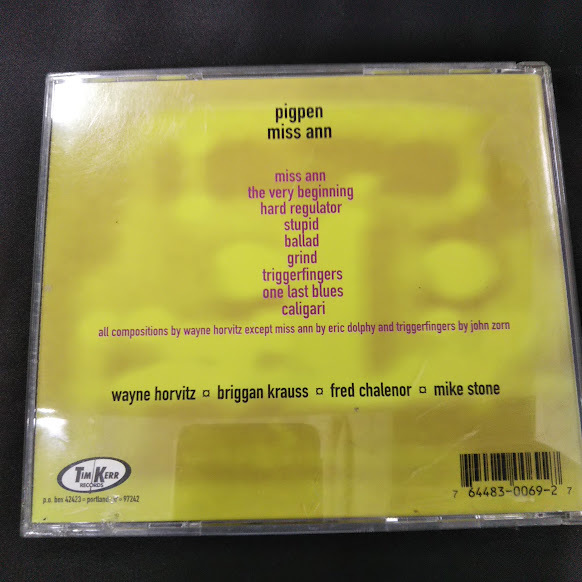 pigpen
miss ann
miss ann
the very beginning
hard regulator
stupid
ballad
grind
triggerfingers
one last blues
caligari
all compositions by wayne horvitz except miss ann by eric dolphy and triggerfingers by john zorn
wayne horvitz ¤ briggan krauss ¤ fred chalenor ¤ mike stone
TIM/KERR
RECORDS
p.o. box 42423 – portland, or – 97242
7 64483-0069-2 7